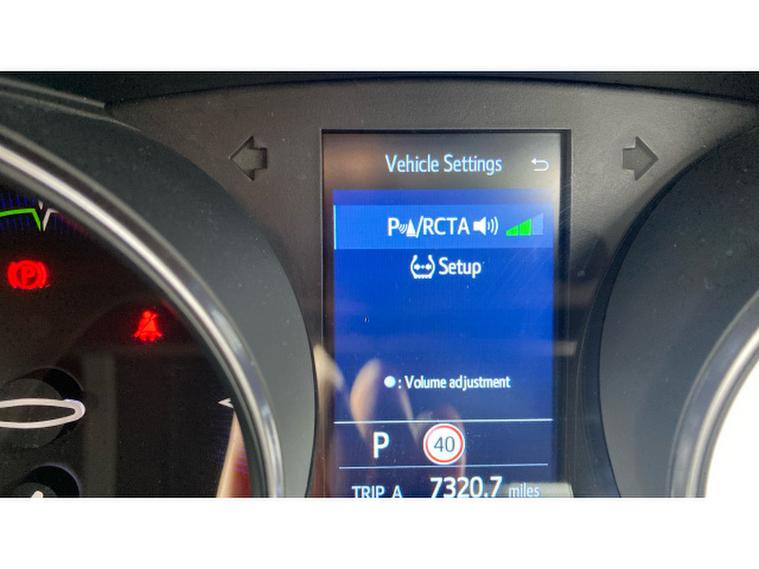 Vehicle Settings
P/RCTA
Setup
: Volume adjustment
P 40
TRIP A 7320.7 miles
(P)